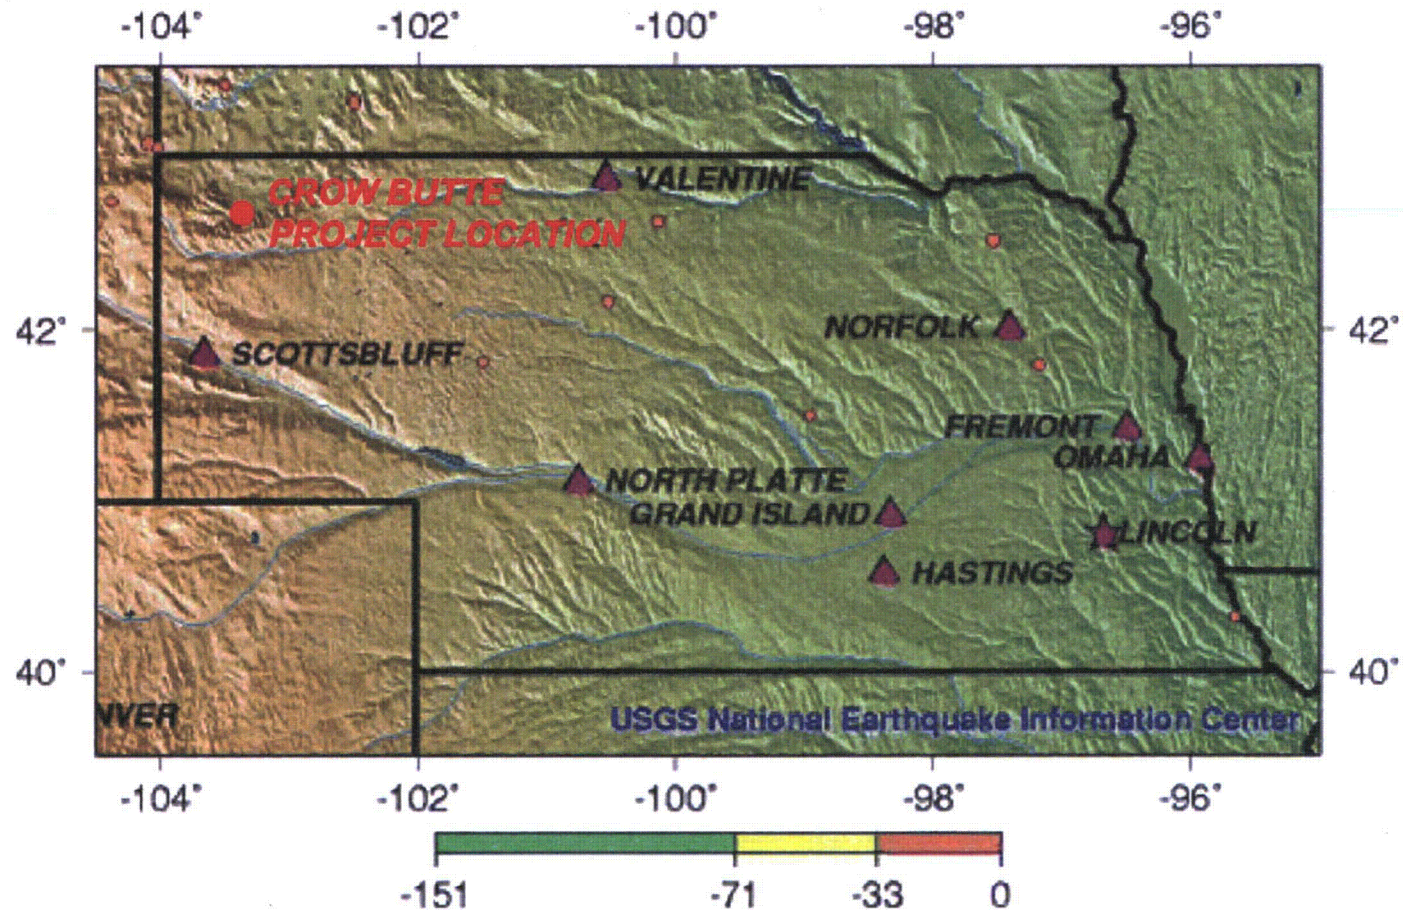 -104° -102° -100° -98° -96°
CROW BUTTE
PROJECT LOCATION
VALENTINE
42° NORFOLK 42°
SCOTTSBLUFF
FREMONT
OMAHA
NORTH PLATTE
GRAND ISLAND
LINCOLN
HASTINGS
40° 40°
NVER
USGS National Earthquake Information Center
-104° -102° -100° -98° -96°
-151 -71 -33 0